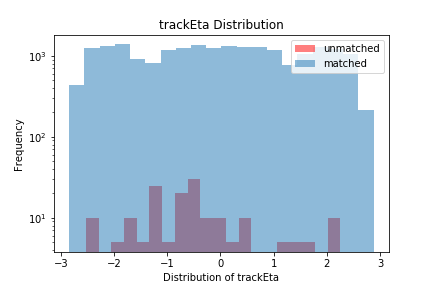 trackEta Distribution
unmatched
matched
10³
10²
10¹
Frequency
−3
−2
−1
0
1
2
3
Distribution of trackEta